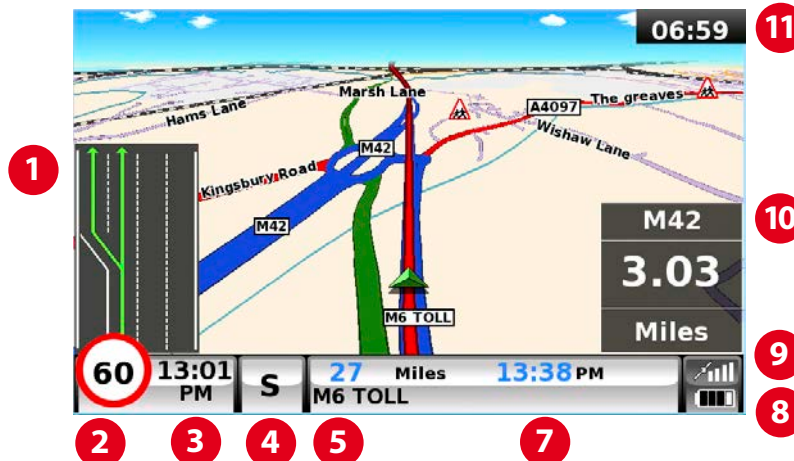 06:59
11
Marsh Lane
Hams Lane
A4097
The greaves
Wishaw Lane
M42
1
Kingsbury Road
M42
M42
10
3.03
M6 TOLL
Miles
60
13:01
PM
S
27 Miles 13:38 PM
M6 TOLL
9
8
2
3
4
5
7